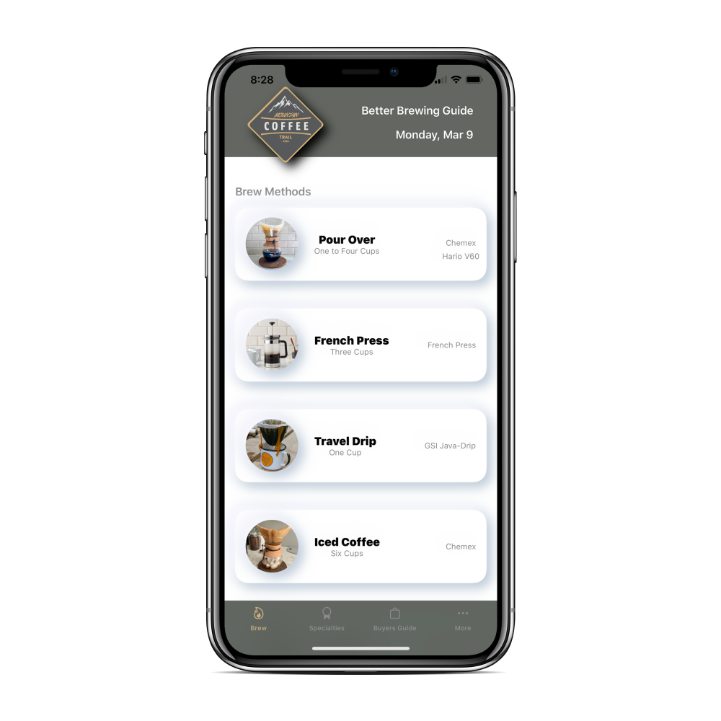 8:28
MOUNTAIN
COFFEE
TRAIL
Better Brewing Guide
Monday, Mar 9
Brew Methods
Pour Over
One to Four Cups
Chemex
Hario V60
French Press
Three Cups
French Press
Travel Drip
One Cup
GSI Java-Drip
Iced Coffee
Six Cups
Chemex
Brew
Specialties
Buyers Guide
More